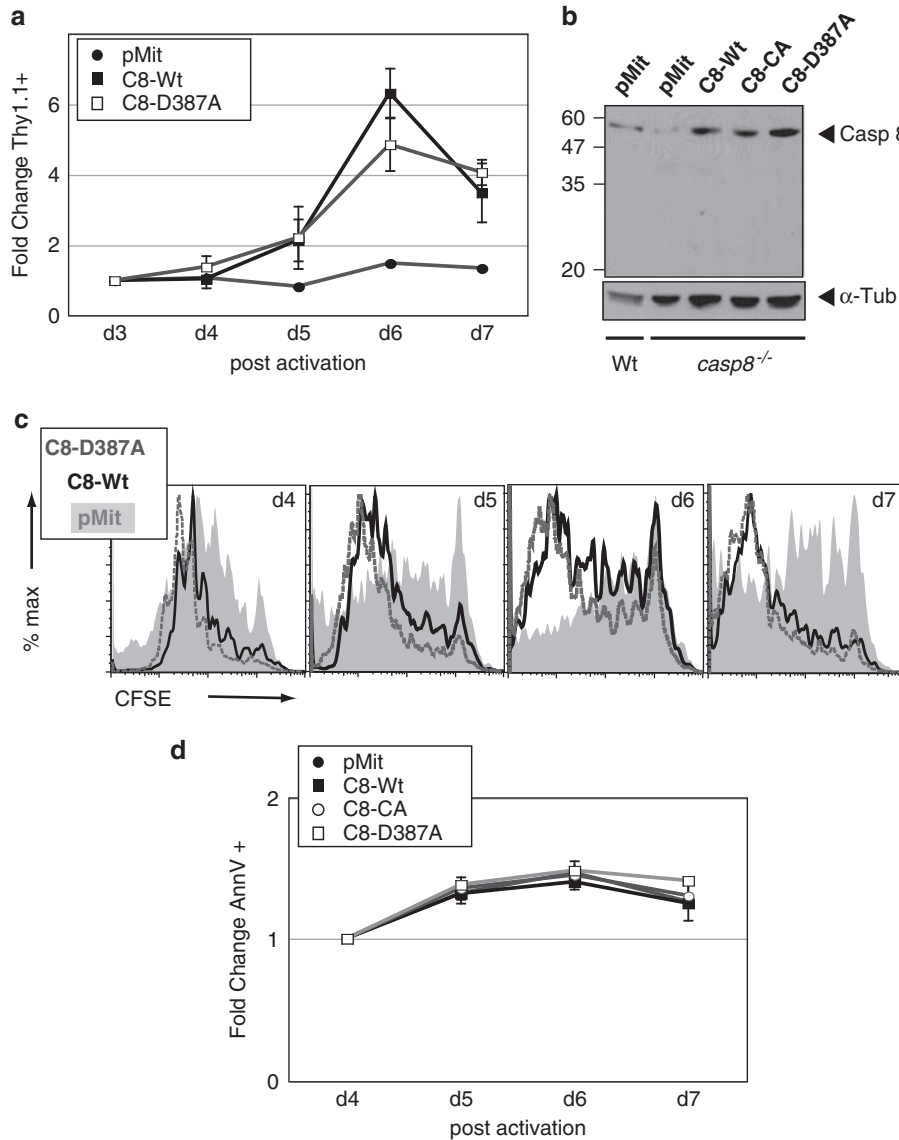 a
pMit
C8-Wt
C8-D387A
Fold Change Thy1.1+
6
4
2
0
d3 d4 d5 d6 d7
post activation
b
pMit pMit C8-Wt C8-CA C8-D387A
60
47
35
20
Casp 8
α-Tub
Wt casp8-/-
c
C8-D387A
C8-Wt
pMit
d4 d5 d6 d7
% max
CFSE
d
pMit
C8-Wt
C8-CA
C8-D387A
Fold Change AnnV +
2
1
0
d4 d5 d6 d7
post activation